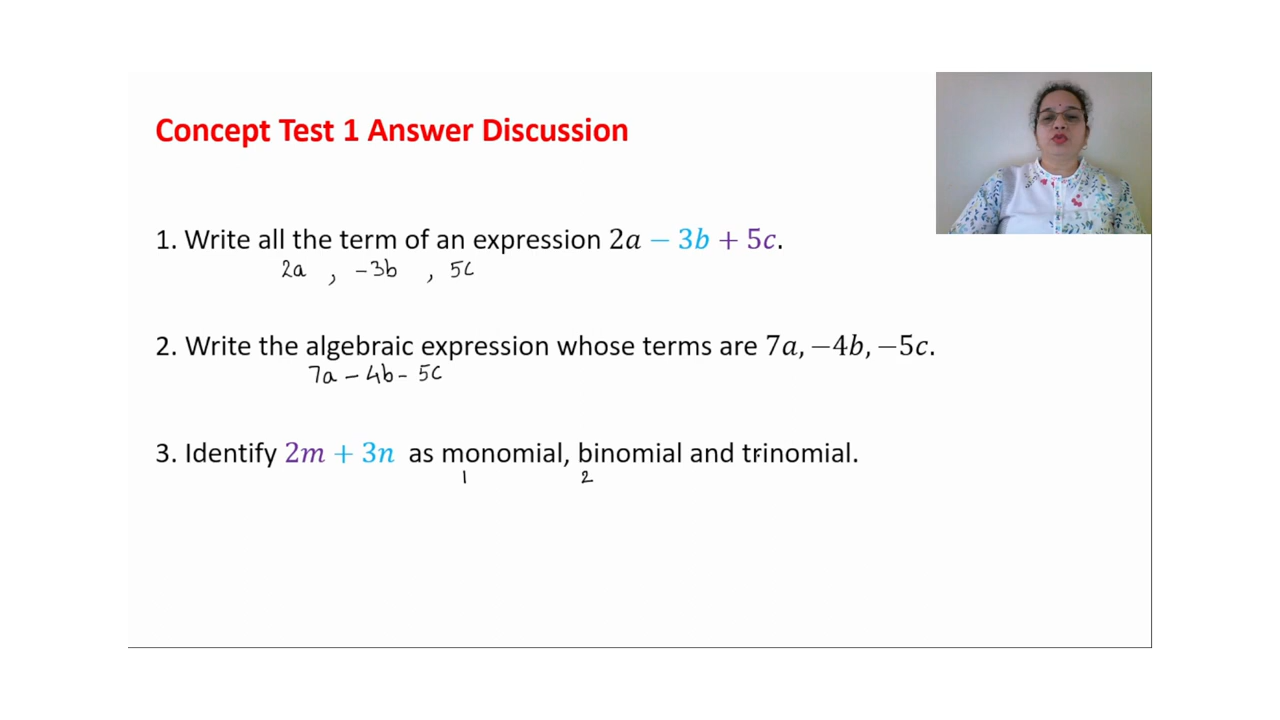 Concept Test 1 Answer Discussion
1. Write all the term of an expression 2a − 3b + 5c.
2a , −3b , 5c
2. Write the algebraic expression whose terms are 7a, −4b, −5c.
7a − 4b − 5c
3. Identify 2m + 3n as monomial, binomial and trinomial.
1 2